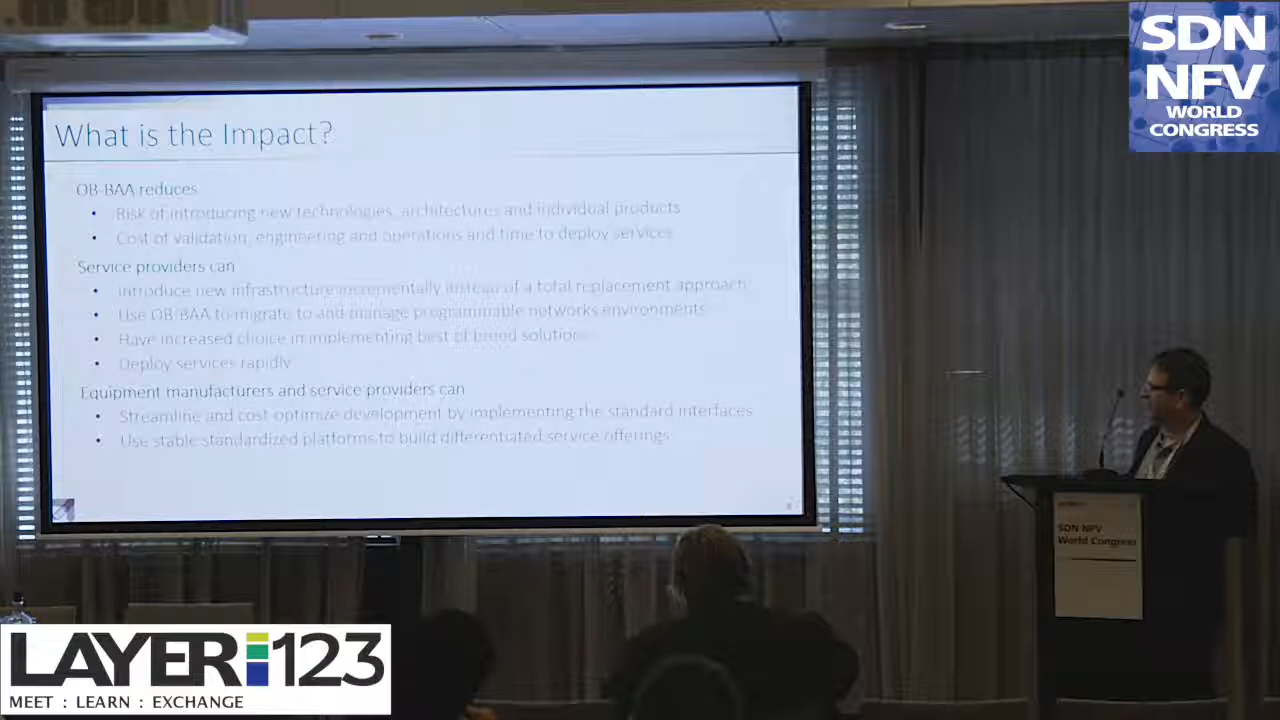 SDN
NFV
WORLD
CONGRESS
What is the Impact?
OB-BAA reduces
• Risk of introducing new technologies, architectures and individual products
• Cost of validation, engineering and operations and time to deploy services
Service providers can
• Introduce new infrastructure incrementally instead of a total replacement approach
• Use OB-BAA to migrate to and manage programmable networks environments
• Have increased choice in implementing best of breed solutions
• Deploy services rapidly
Equipment manufacturers and service providers can
• Streamline and cost-optimize development by implementing the standard interfaces
• Use stable standardized platforms to build differentiated service offerings
SDN NFV
World Congress
LAYER 123
MEET : LEARN : EXCHANGE